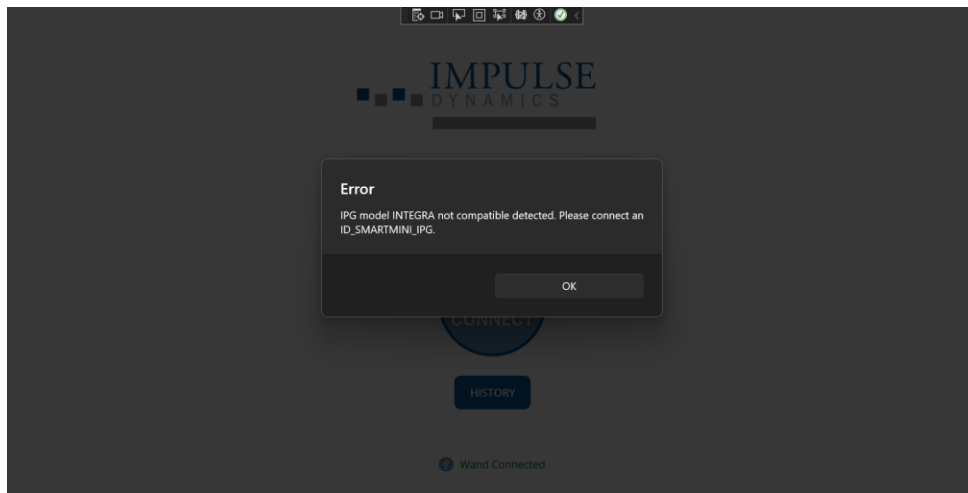 IMPULSE
DYNAMICS
Error
IPG model INTEGRA not compatible detected. Please connect an
ID_SMARTMINI_IPG.
OK
CONNECT
HISTORY
Wand Connected